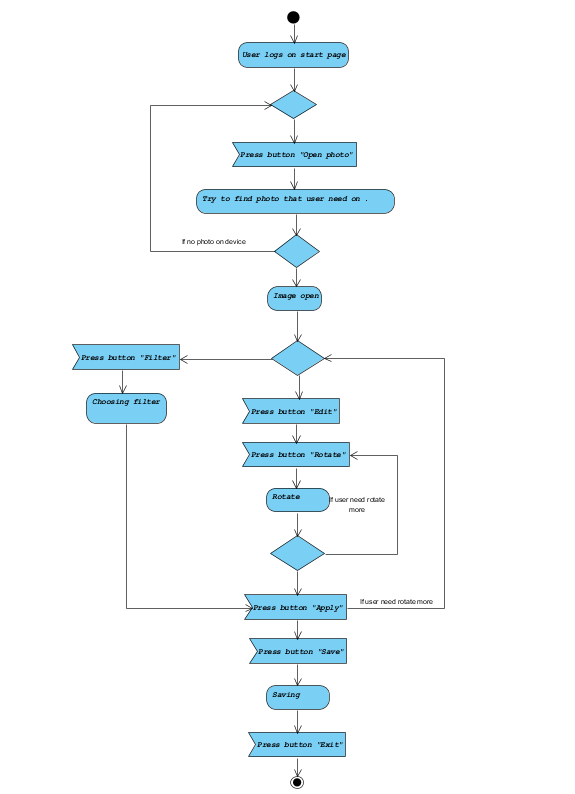 User logs on start page
Press button "Open photo"
Try to find photo that user need on .
If no photo on device
Image open
Press button "Filter"
Choosing filter
Press button "Edit"
Press button "Rotate"
Rotate
If user need rotate
more
Press button "Apply"
If user need rotate more
Press button "Save"
Saving
Press button "Exit"